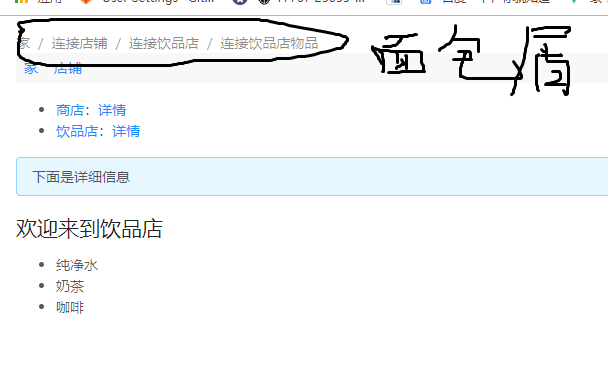 家 / 连接店铺 / 连接饮品店 / 连接饮品店物品
面包屑
家 店铺
商店：详情
饮品店：详情
下面是详细信息
欢迎来到饮品店
纯净水
奶茶
咖啡